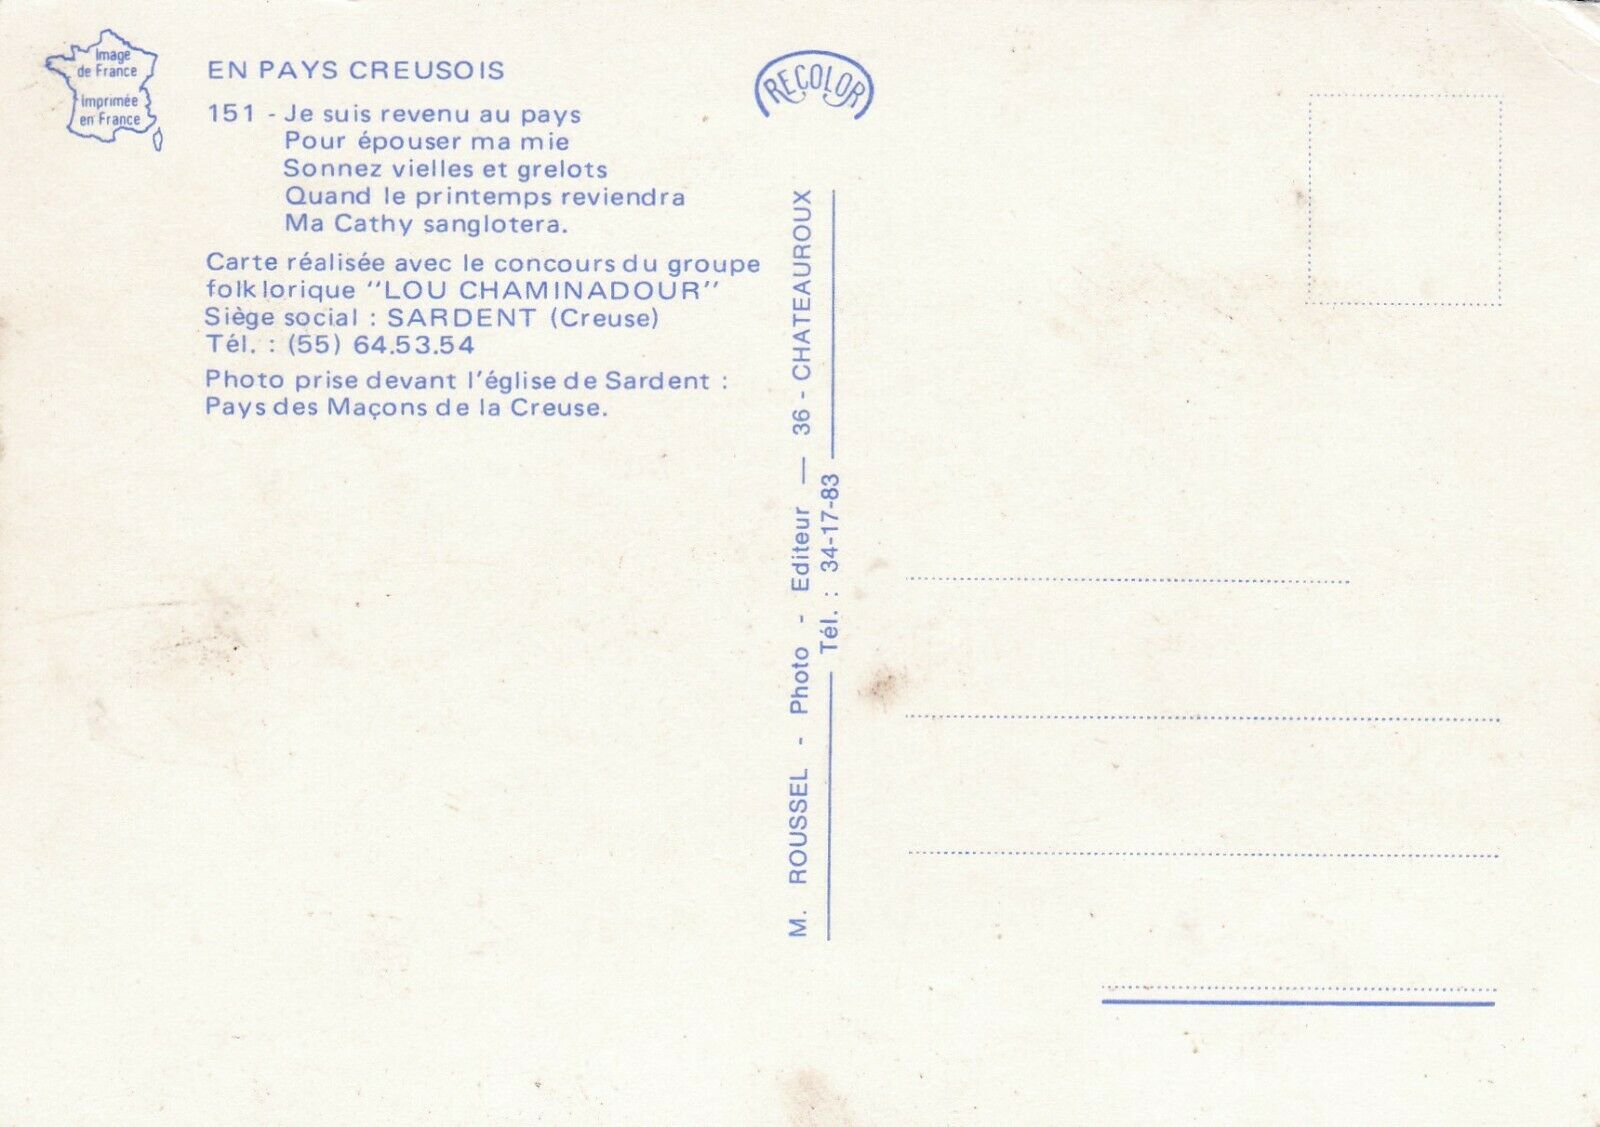 Image
de France
Imprimée
en France
EN PAYS CREUSOIS
151 - Je suis revenu au pays
Pour épouser ma mie
Sonnez vielles et grelots
Quand le printemps reviendra
Ma Cathy sanglotera.
Carte réalisée avec le concours du groupe
folklorique "LOU CHAMINADOUR"
Siège social : SARDENT (Creuse)
Tél. : (55) 64.53.54
Photo prise devant l'église de Sardent :
Pays des Maçons de la Creuse.
RECOLOR
M. ROUSSEL - Photo - Editeur — 36 - CHATEAUROUX
Tél. : 34-17-83